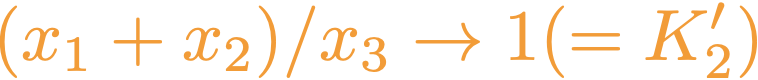 (x₁ + x₂)/x₃ → 1(= K′₂)